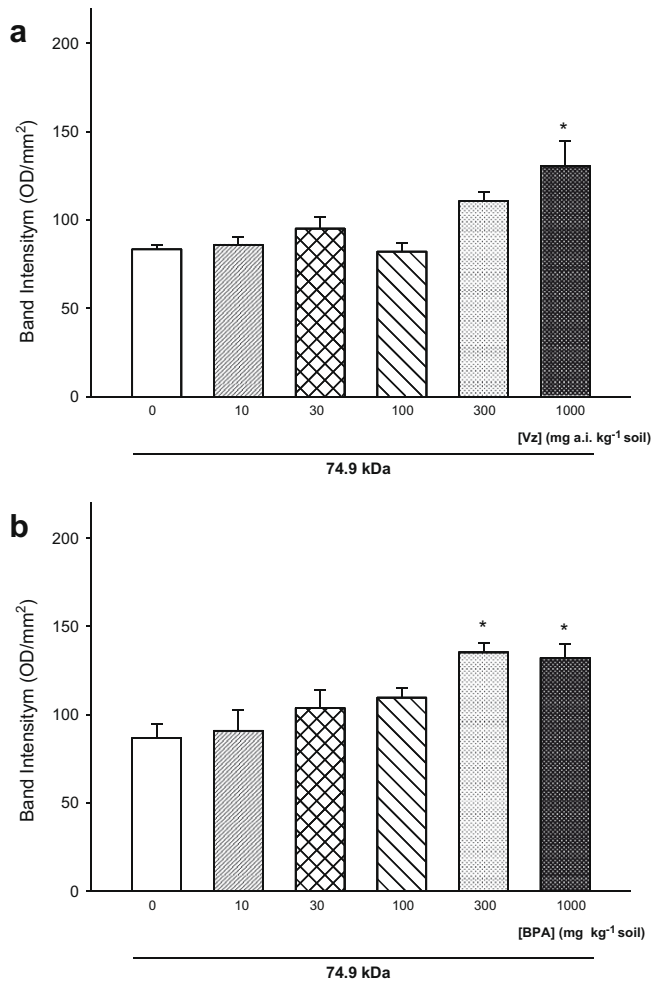 a
200
150
100
50
0
Band Intensitym (OD/mm²)
*
0 10 30 100 300 1000
[Vz] (mg a.i. kg⁻¹ soil)
74.9 kDa
b
200
150
100
50
0
Band Intensitym (OD/mm²)
* *
0 10 30 100 300 1000
[BPA] (mg kg⁻¹ soil)
74.9 kDa